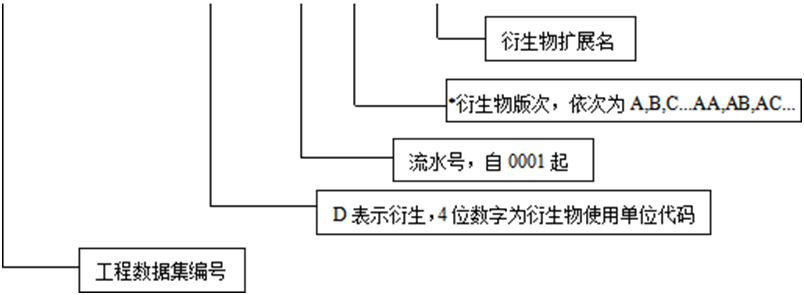 衍生物扩展名
*衍生物版次，依次为 A,B,C...AA,AB,AC...
流水号，自 0001 起
D 表示衍生，4 位数字为衍生物使用单位代码
工程数据集编号